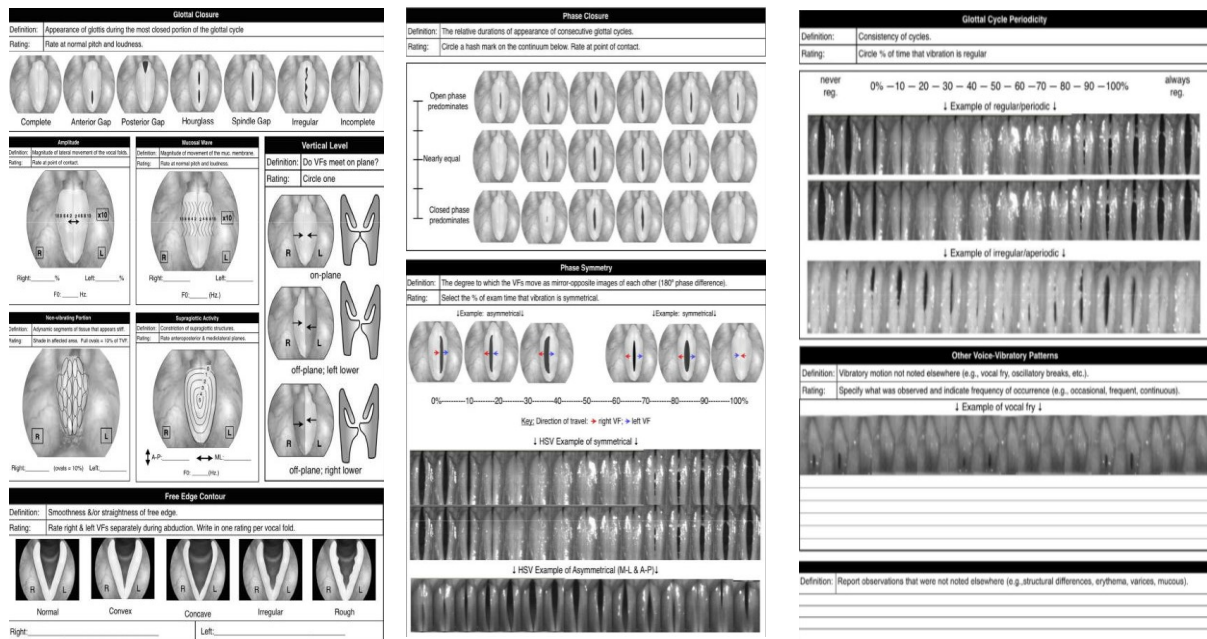 Glottal Closure
Definition: Appearance of glottis during the most closed portion of the glottal cycle
Rating: Rate at normal pitch and loudness.
Complete Anterior Gap Posterior Gap Hourglass Spindle Gap Irregular Incomplete
Amplitude
Definition: Magnitude of lateral movement of the vocal folds.
Rating: Rate at point of contact.
x10
R L
Right:______% Left:______%
F0:______ Hz.
Mucosal Wave
Definition: Magnitude of movement of the muc. membrane.
Rating: Rate at normal pitch and loudness.
x10
R L
Right:______ Left:______
F0:______ (Hz.)
Vertical Level
Definition: Do VFs meet on plane?
Rating: Circle one
R L
on-plane
R L
off-plane; left lower
R L
off-plane; right lower
Non-vibrating Portion
Definition: Adynamic segments of tissue that appears stiff.
Rating: Shade in affected area. Full ovals = 10% of TVF.
R L
Right:______ (ovals = 10%) Left:______
Supraglottic Activity
Definition: Constriction of supraglottic structures.
Rating: Rate anteroposterior & mediolateral planes.
R L
A-P:______ ML:______
F0:______(Hz.)
Free Edge Contour
Definition: Smoothness &/or straightness of free edge.
Rating: Rate right & left VFs separately during abduction. Write in one rating per vocal fold.
R L R L R L R L R L
Normal Convex Concave Irregular Rough
Right:______ Left:______
Phase Closure
Definition: The relative durations of appearance of consecutive glottal cycles.
Rating: Circle a hash mark on the continuum below. Rate at point of contact.
Open phase
predominates
Nearly equal
Closed phase
predominates
Phase Symmetry
Definition: The degree to which the VFs move as mirror-opposite images of each other (180° phase difference).
Rating: Select the % of exam time that vibration is symmetrical.
↓Example: asymmetrical↓ ↓Example: symmetrical↓
0%--------10--------20--------30--------40--------50--------60--------70--------80--------90--------100%
Key: Direction of travel: → right VF; → left VF
↓ HSV Example of symmetrical ↓
↓ HSV Example of Asymmetrical (M-L & A-P)↓
Glottal Cycle Periodicity
Definition: Consistency of cycles.
Rating: Circle % of time that vibration is regular
never
reg.
0% —10 — 20 — 30 — 40 — 50 — 60 — 70 — 80 — 90 —100%
always
reg.
↓ Example of regular/periodic ↓
↓ Example of irregular/aperiodic ↓
Other Voice-Vibratory Patterns
Definition: Vibratory motion not noted elsewhere (e.g., vocal fry, oscillatory breaks, etc.).
Rating: Specify what was observed and indicate frequency of occurrence (e.g., occasional, frequent, continuous).
↓ Example of vocal fry ↓
Definition: Report observations that were not noted elsewhere (e.g.,structural differences, erythema, varices, mucous).